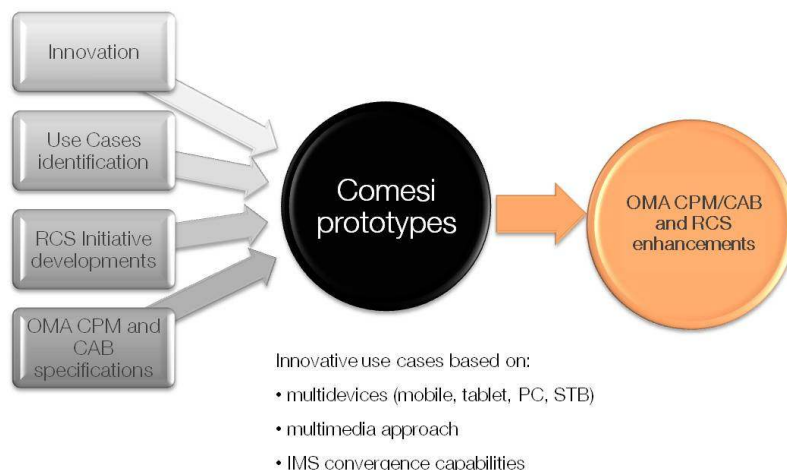 Innovation
Use Cases
identification
RCS Initiative
developments
OMA CPM and
CAB
specifications
Comesi
prototypes
OMA CPM/CAB
and RCS
enhancements
Innovative use cases based on:
• multidevices (mobile, tablet, PC, STB)
• multimedia approach
• IMS convergence capabilities